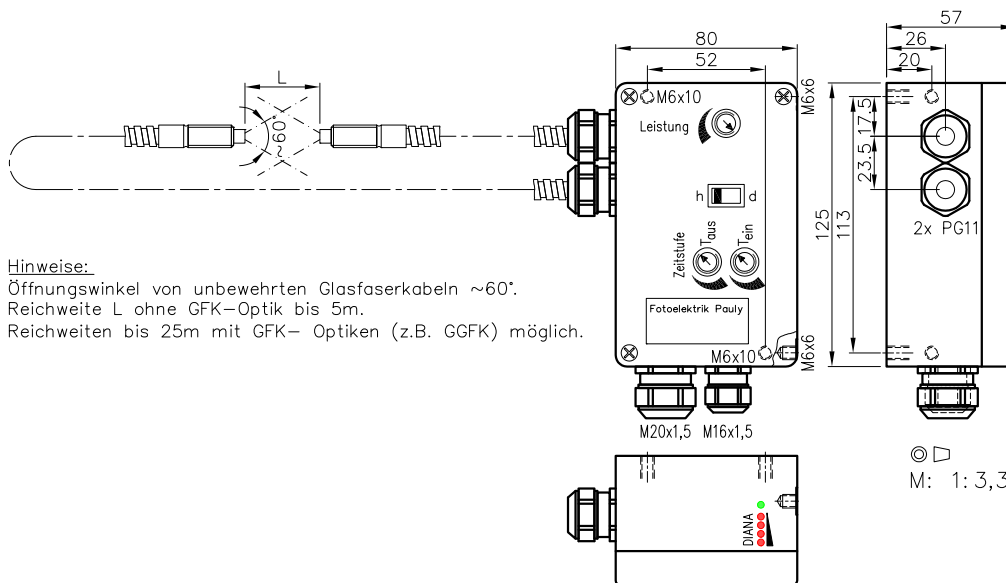 57
80
26
52
20
L
M6x10
M6x6
Leistung
~60°
17.5
23.5
h
d
2x PG11
125
113
Zeitstufe
Taus
Tein
Hinweise:
Öffnungswinkel von unbewehrten Glasfaserkabeln ~60°.
Reichweite L ohne GFK-Optik bis 5m.
Reichweiten bis 25m mit GFK- Optiken (z.B. GGFK) möglich.
Fotoelektrik Pauly
M6x10
M6x6
M20x1,5
M16x1,5
M: 1:3,3
DIANA